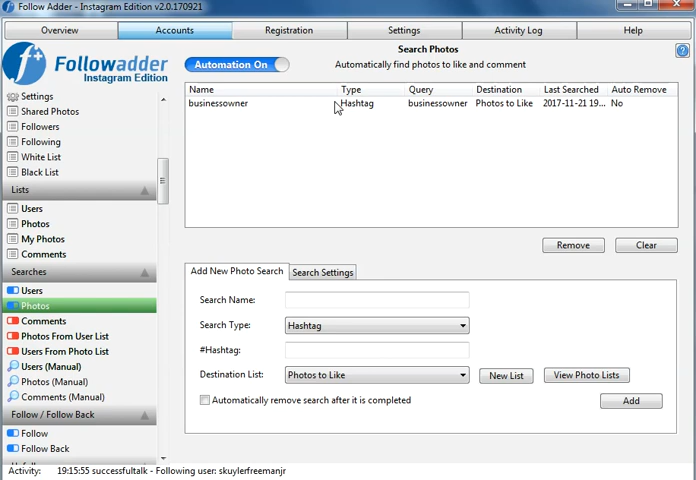 Follow Adder - Instagram Edition v2.0.170921
Overview
Accounts
Registration
Settings
Activity Log
Help
f+
Followadder
Instagram Edition
Settings
Shared Photos
Followers
Following
White List
Black List
Lists
Users
Photos
My Photos
Comments
Searches
Users
Photos
Comments
Photos From User List
Users From Photo List
Users (Manual)
Photos (Manual)
Comments (Manual)
Follow / Follow Back
Follow
Follow Back
Search Photos
?
Automation On
Automatically find photos to like and comment
Name Type Query Destination Last Searched Auto Remove
businessowner Hashtag businessowner Photos to Like 2017-11-21 19... No
Remove
Clear
Add New Photo Search
Search Settings
Search Name:
Search Type: Hashtag
#Hashtag:
Destination List: Photos to Like
New List
View Photo Lists
Automatically remove search after it is completed
Add
Activity: 19:15:55 successfultalk - Following user: skuylerfreemanjr